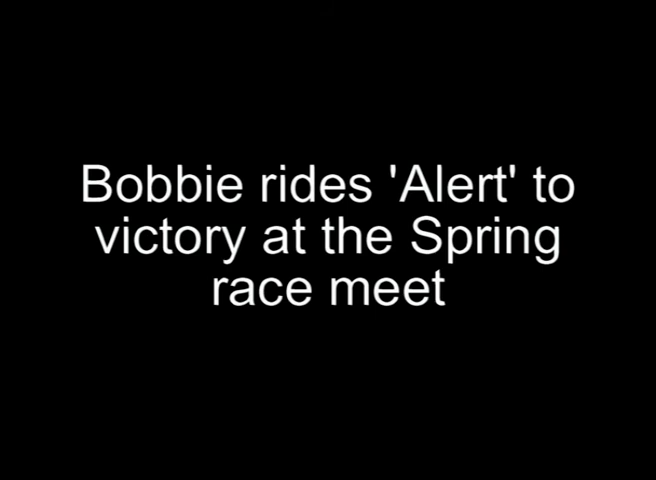 Bobbie rides 'Alert' to
victory at the Spring
race meet